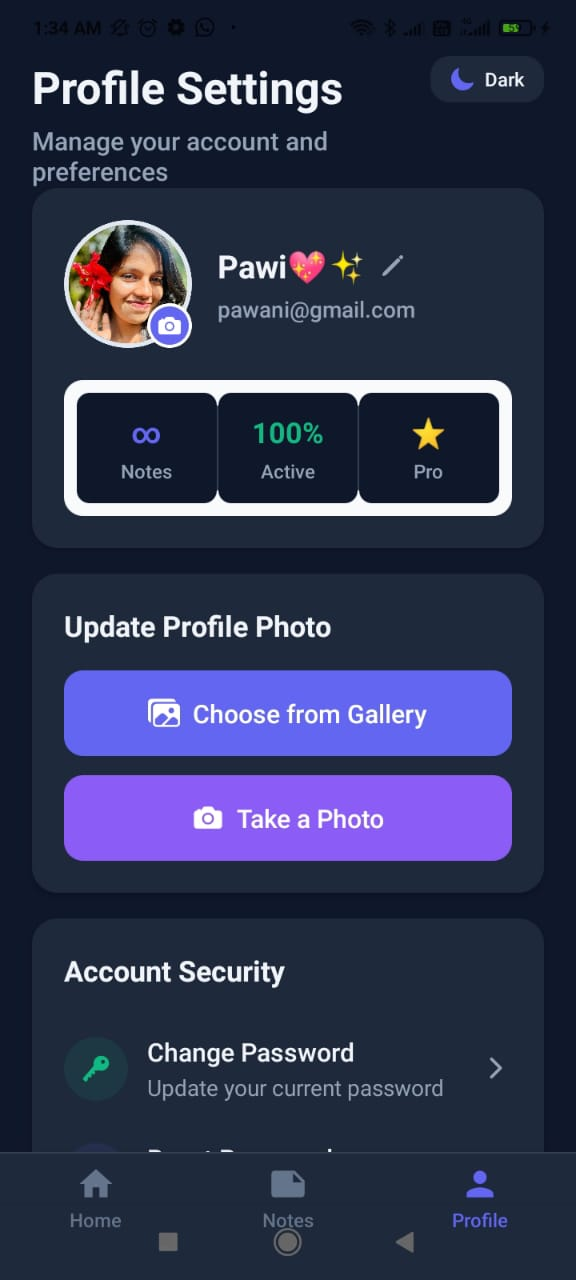 1:34 AM
59
Profile Settings
Dark
Manage your account and
preferences
Pawi💖✨
pawani@gmail.com
∞ 100% ⭐
Notes Active Pro
Update Profile Photo
Choose from Gallery
Take a Photo
Account Security
Change Password
Update your current password
Home Notes Profile